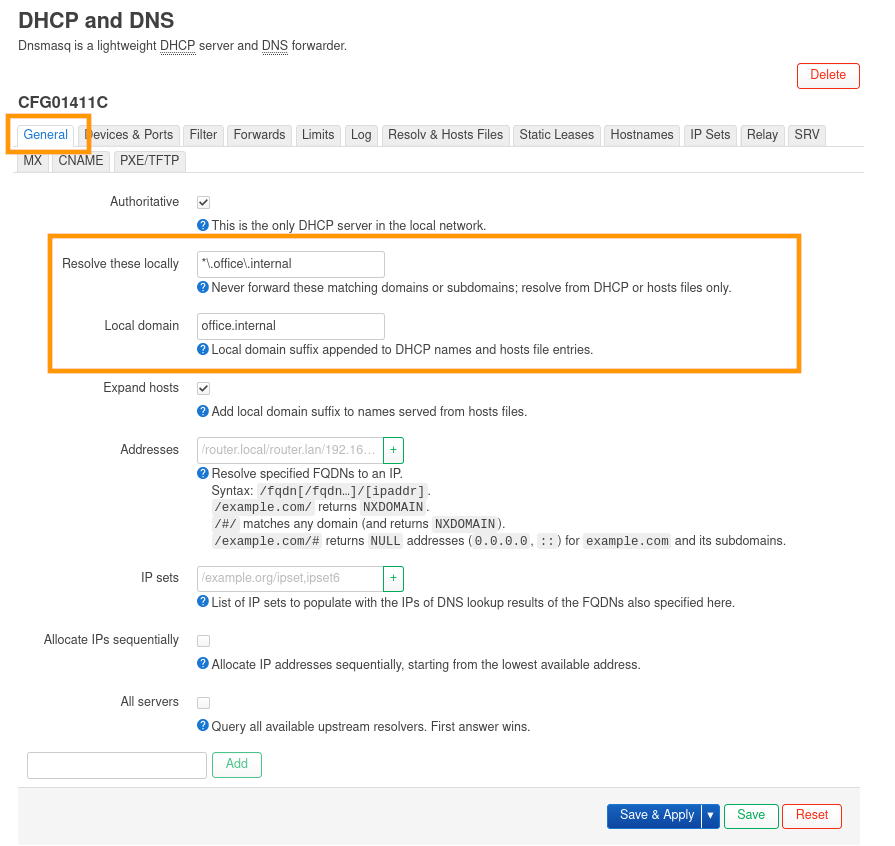 DHCP and DNS
Dnsmasq is a lightweight DHCP server and DNS forwarder.
Delete
CFG01411C
General Devices & Ports Filter Forwards Limits Log Resolv & Hosts Files Static Leases Hostnames IP Sets Relay SRV
MX CNAME PXE/TFTP
Authoritative
This is the only DHCP server in the local network.
Resolve these locally *\.office\.internal
Never forward these matching domains or subdomains; resolve from DHCP or hosts files only.
Local domain office.internal
Local domain suffix appended to DHCP names and hosts file entries.
Expand hosts
Add local domain suffix to names served from hosts files.
Addresses /router.local/router.lan/192.16… +
Resolve specified FQDNs to an IP.
Syntax: /fqdn[/fqdn…]/[ipaddr].
/example.com/ returns NXDOMAIN.
/#/ matches any domain (and returns NXDOMAIN).
/example.com/# returns NULL addresses (0.0.0.0, ::) for example.com and its subdomains.
IP sets /example.org/ipset,ipset6 +
List of IP sets to populate with the IPs of DNS lookup results of the FQDNs also specified here.
Allocate IPs sequentially
Allocate IP addresses sequentially, starting from the lowest available address.
All servers
Query all available upstream resolvers. First answer wins.
Add
Save & Apply ▾ Save Reset